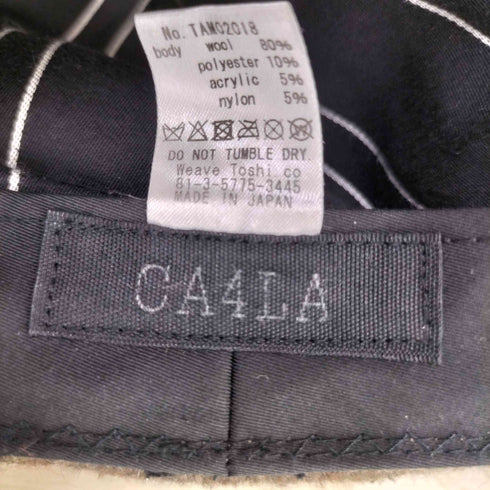 No. TAM02018
body wool 80%
polyester 10%
acrylic 5%
nylon 5%
DO NOT TUMBLE DRY.
Weave Toshi co
81-3-5775-3445
MADE IN JAPAN
CA4LA